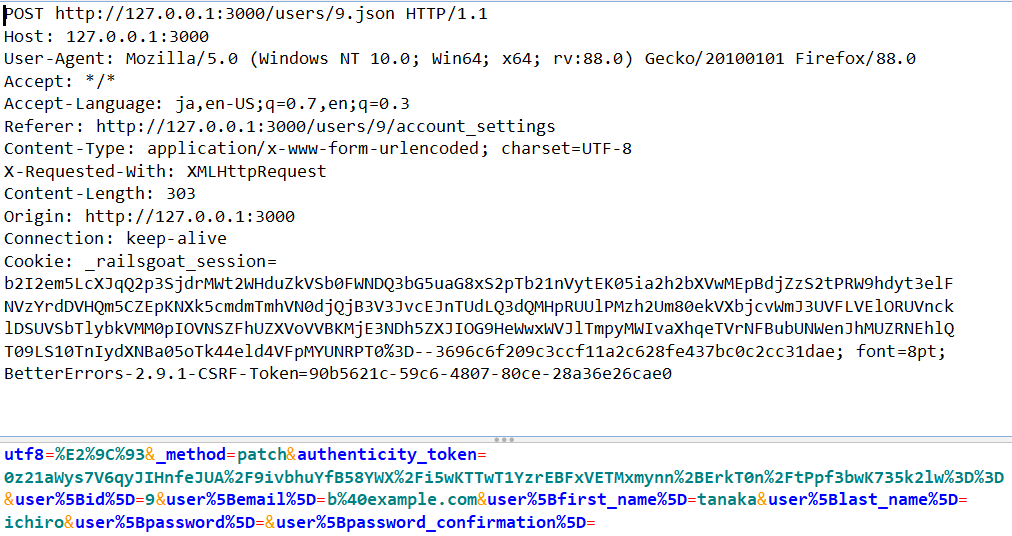 POST http://127.0.0.1:3000/users/9.json HTTP/1.1
Host: 127.0.0.1:3000
User-Agent: Mozilla/5.0 (Windows NT 10.0; Win64; x64; rv:88.0) Gecko/20100101 Firefox/88.0
Accept: */*
Accept-Language: ja,en-US;q=0.7,en;q=0.3
Referer: http://127.0.0.1:3000/users/9/account_settings
Content-Type: application/x-www-form-urlencoded; charset=UTF-8
X-Requested-With: XMLHttpRequest
Content-Length: 303
Origin: http://127.0.0.1:3000
Connection: keep-alive
Cookie: _railsgoat_session=
b2I2em5LcXJqQ2p3SjdrMWt2WHduZkVSb0FWNDQ3bG5uaG8xS2pTb21nVytEK05ia2h2bXVwMEpBdjZzS2tPRW9hdyt3elF
NVzYrdDVHQm5CZEpKNXk5cmdmTmhVN0djQjB3V3JvcEJnTUdLQ3dQMHpRUUlPMzh2Um80ekVXbjcvWmJ3UVFLVElORUVnck
lDSUVSbTlybkVMM0pIOVNSZFhUZXVoVVBKMjE3NDh5ZXJIOG9HeWwxWVJlTmpyMWIvaXhqeTVrNFBubUNWenJhMUZRNEhlQ
T09LS10TnIydXNBa05oTk44eld4VFpMYUNRPT0%3D--3696c6f209c3ccf11a2c628fe437bc0c2cc31dae; font=8pt;
BetterErrors-2.9.1-CSRF-Token=90b5621c-59c6-4807-80ce-28a36e26cae0
utf8=%E2%9C%93&_method=patch&authenticity_token=
0z21aWys7V6qyJIHnfeJUA%2F9ivbhuYfB58YWX%2Fi5wKTTwT1YzrEBFxVETMxmynn%2BErkT0n%2FtPpf3bwK735k2lw%3D%3D
&user%5Bid%5D=9&user%5Bemail%5D=b%40example.com&user%5Bfirst_name%5D=tanaka&user%5Blast_name%5D=
ichiro&user%5Bpassword%5D=&user%5Bpassword_confirmation%5D=